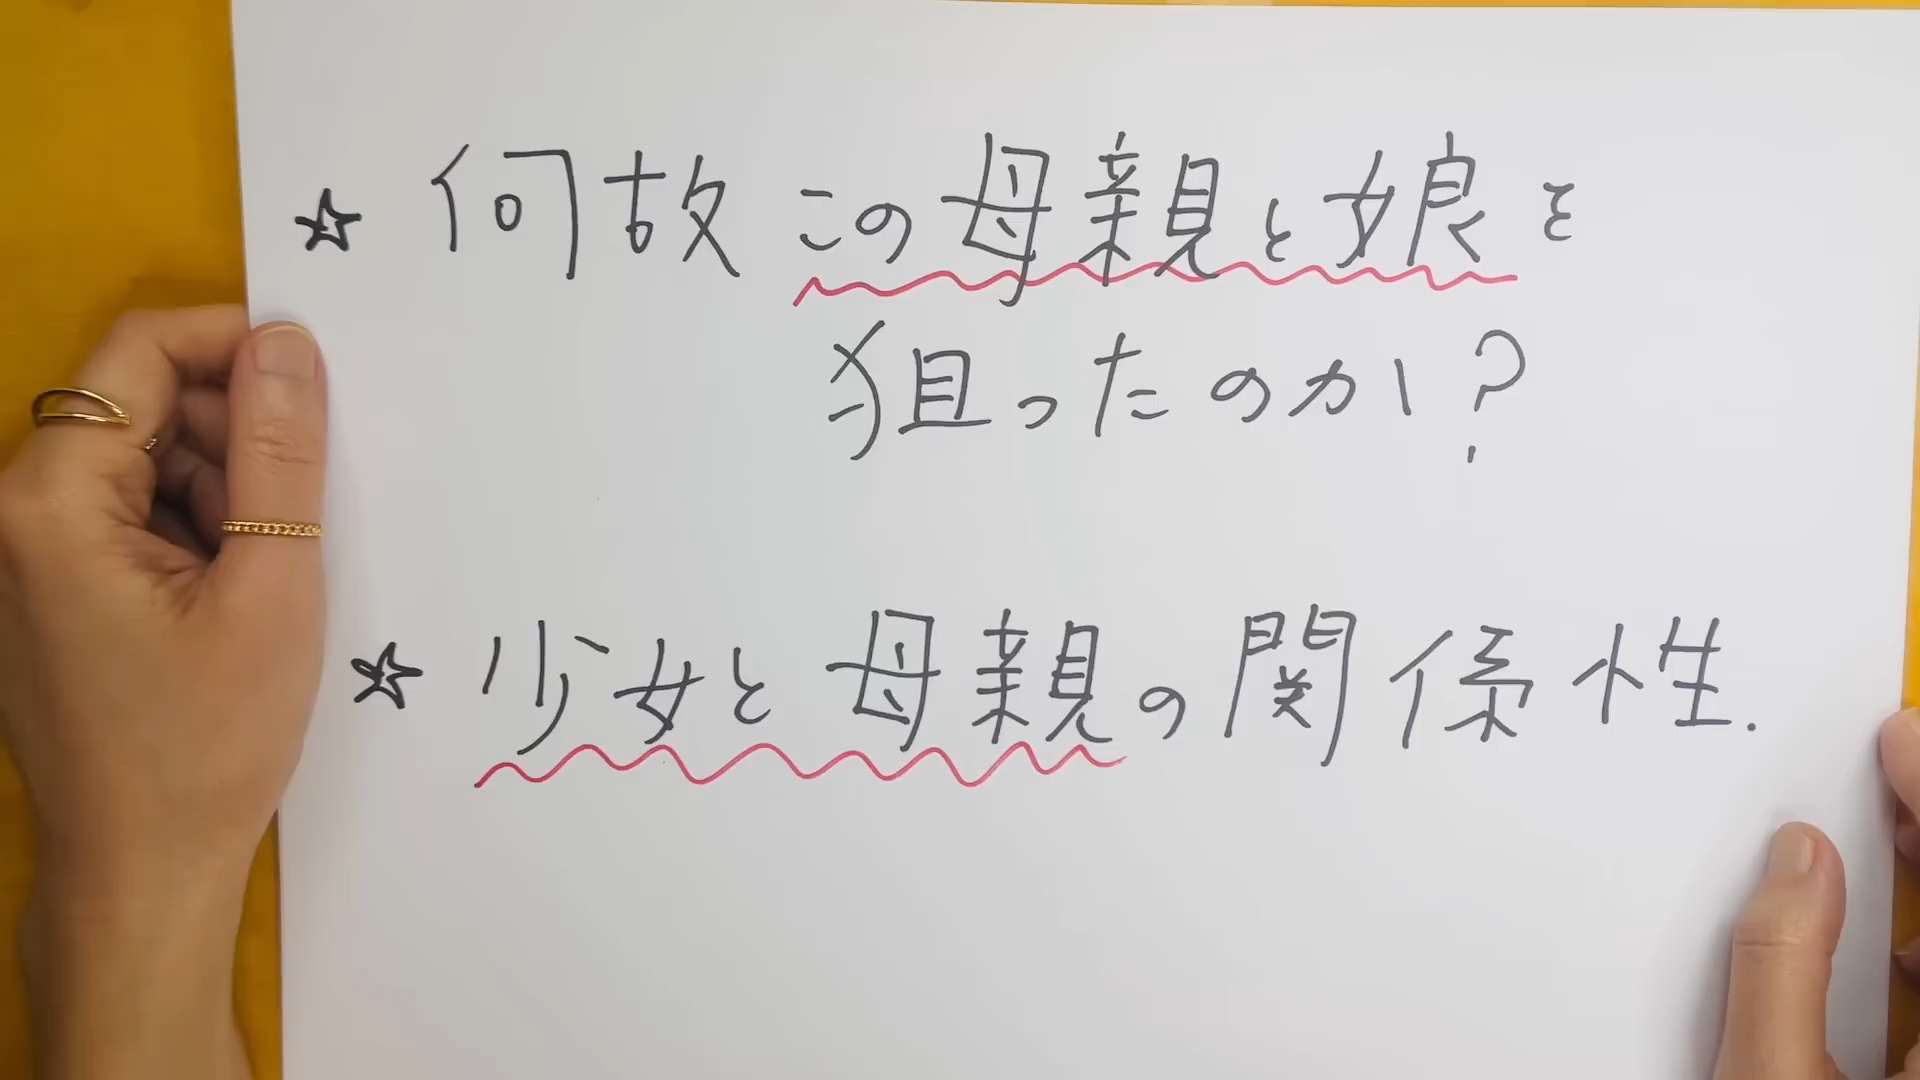 ☆ 何故この母親と娘を
狙ったのか?
☆ 少女と母親の関係性.